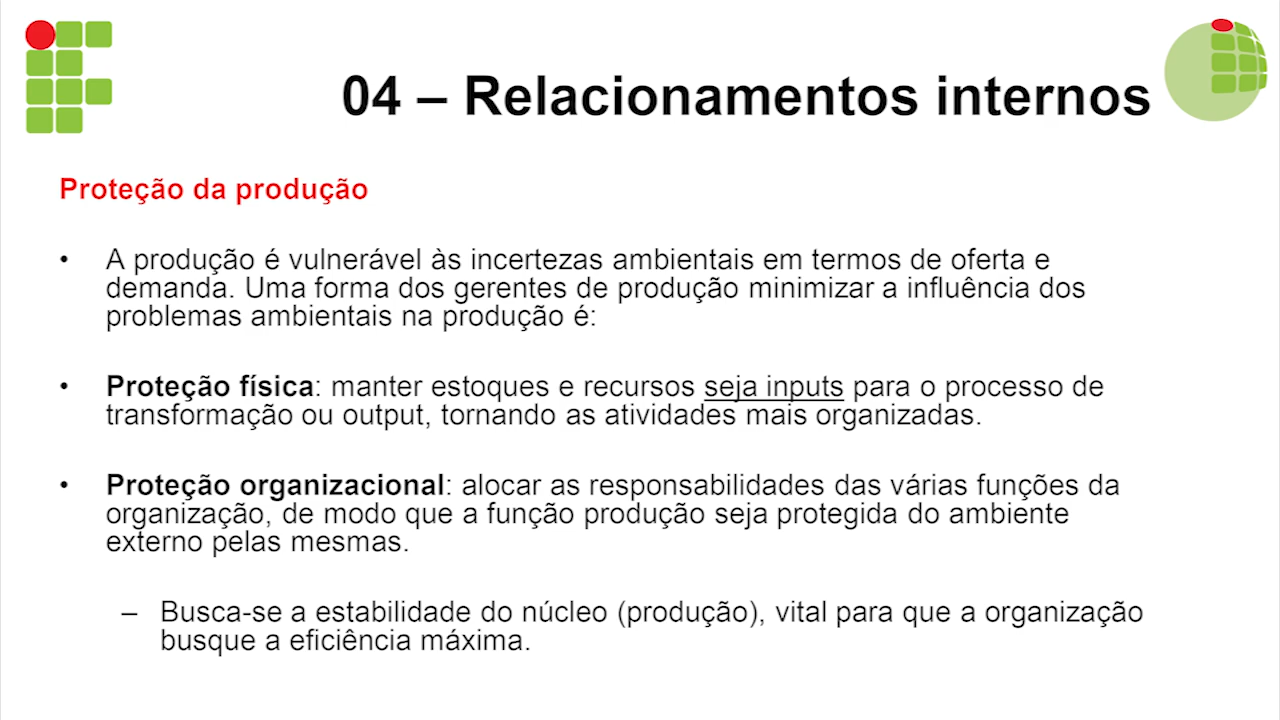 04 – Relacionamentos internos
Proteção da produção
• A produção é vulnerável às incertezas ambientais em termos de oferta e
demanda. Uma forma dos gerentes de produção minimizar a influência dos
problemas ambientais na produção é:
• Proteção física: manter estoques e recursos seja inputs para o processo de
transformação ou output, tornando as atividades mais organizadas.
• Proteção organizacional: alocar as responsabilidades das várias funções da
organização, de modo que a função produção seja protegida do ambiente
externo pelas mesmas.
– Busca-se a estabilidade do núcleo (produção), vital para que a organização
busque a eficiência máxima.